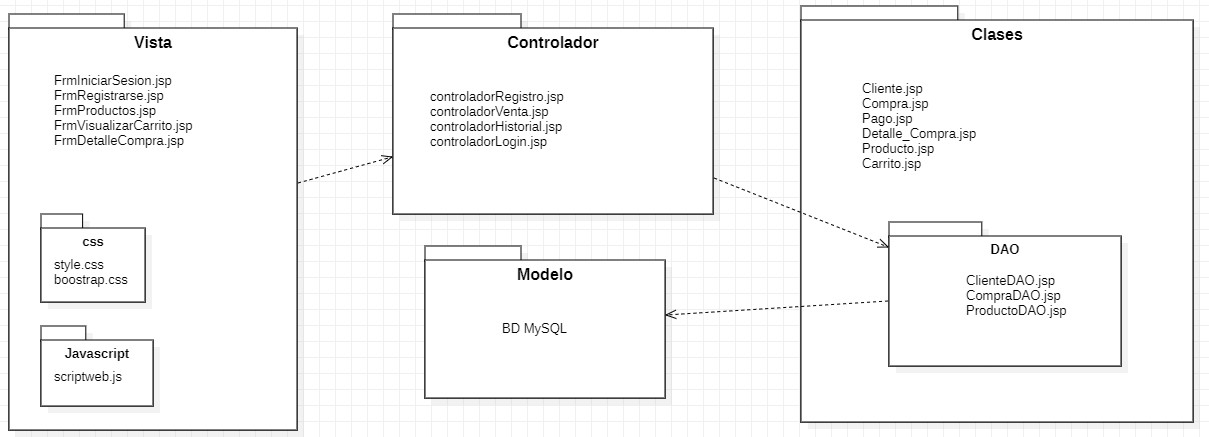 Vista
FrmIniciarSesion.jsp
FrmRegistrarse.jsp
FrmProductos.jsp
FrmVisualizarCarrito.jsp
FrmDetalleCompra.jsp
css
style.css
boostrap.css
Javascript
scriptweb.js
Controlador
controladorRegistro.jsp
controladorVenta.jsp
controladorHistorial.jsp
controladorLogin.jsp
Modelo
BD MySQL
Clases
Cliente.jsp
Compra.jsp
Pago.jsp
Detalle_Compra.jsp
Producto.jsp
Carrito.jsp
DAO
ClienteDAO.jsp
CompraDAO.jsp
ProductoDAO.jsp